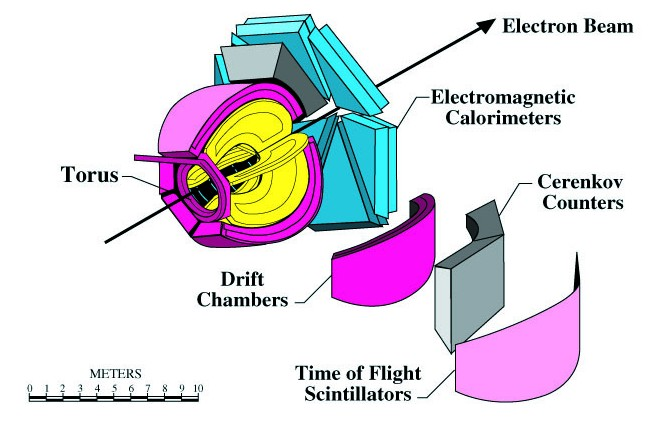 Electron Beam
Electromagnetic
Calorimeters
Torus
Cerenkov
Counters
Drift
Chambers
METERS
0 1 2 3 4 5 6 7 8 9 10
Time of Flight
Scintillators